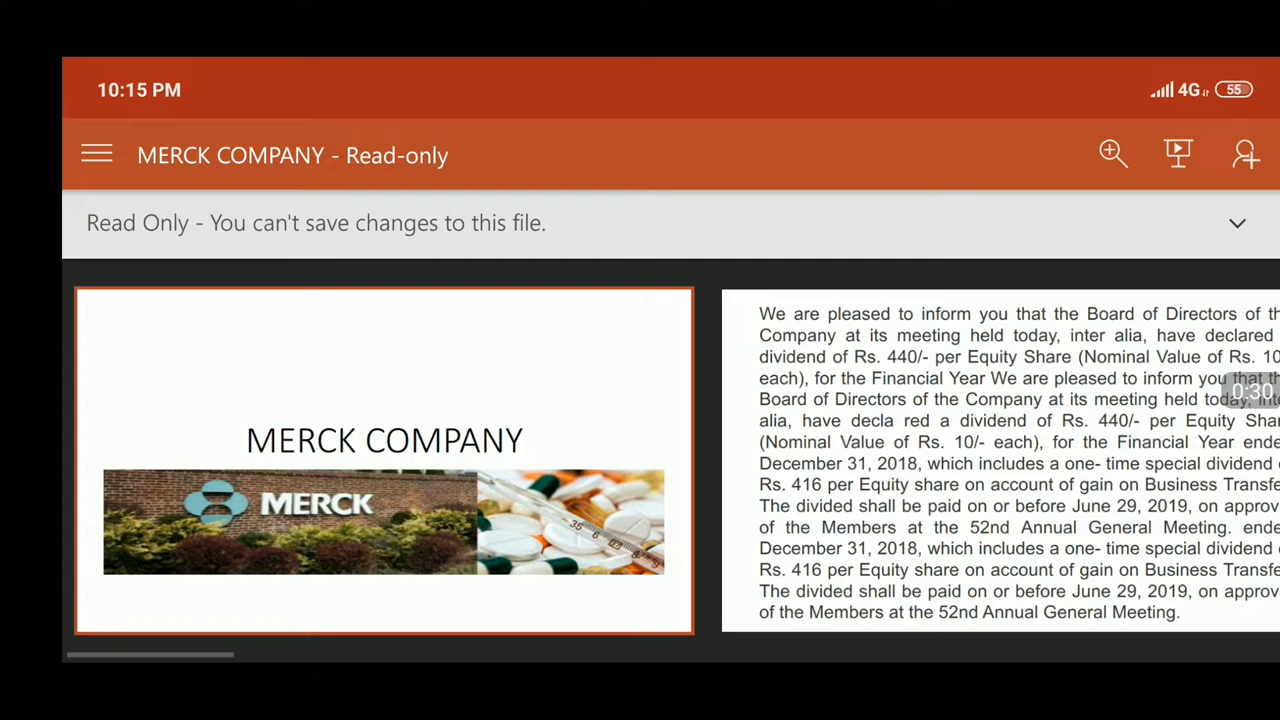 10:15 PM
4G
55
MERCK COMPANY - Read-only
Read Only - You can't save changes to this file.
MERCK COMPANY
MERCK
35
We are pleased to inform you that the Board of Directors of th
Company at its meeting held today, inter alia, have declared
dividend of Rs. 440/- per Equity Share (Nominal Value of Rs. 10
each), for the Financial Year We are pleased to inform you that th
Board of Directors of the Company at its meeting held today, inte
0:30
alia, have decla red a dividend of Rs. 440/- per Equity Shar
(Nominal Value of Rs. 10/- each), for the Financial Year ende
December 31, 2018, which includes a one- time special dividend o
Rs. 416 per Equity share on account of gain on Business Transfe
The divided shall be paid on or before June 29, 2019, on approv
of the Members at the 52nd Annual General Meeting. ende
December 31, 2018, which includes a one- time special dividend o
Rs. 416 per Equity share on account of gain on Business Transfe
The divided shall be paid on or before June 29, 2019, on approv
of the Members at the 52nd Annual General Meeting.